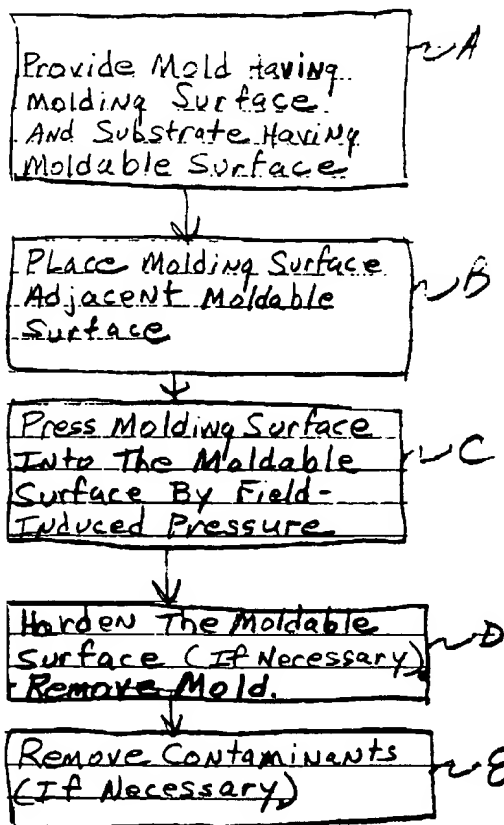 Provide Mold Having
Molding Surface
And Substrate Having
Moldable Surface
A
Place Molding Surface
Adjacent Moldable
Surface
B
Press Molding Surface
Into The Moldable
Surface By Field-
Induced Pressure
C
Harden The Moldable
Surface (If Necessary).
Remove Mold.
D
Remove Contaminants
(If Necessary)
E